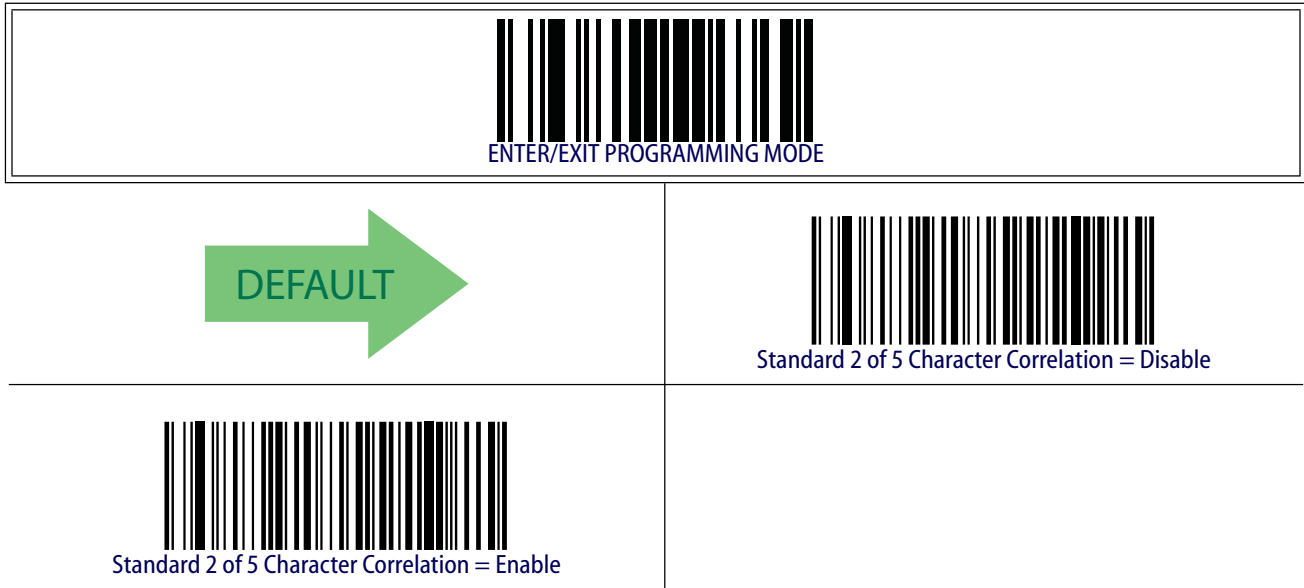 ENTER/EXIT PROGRAMMING MODE
DEFAULT
Standard 2 of 5 Character Correlation = Disable
Standard 2 of 5 Character Correlation = Enable